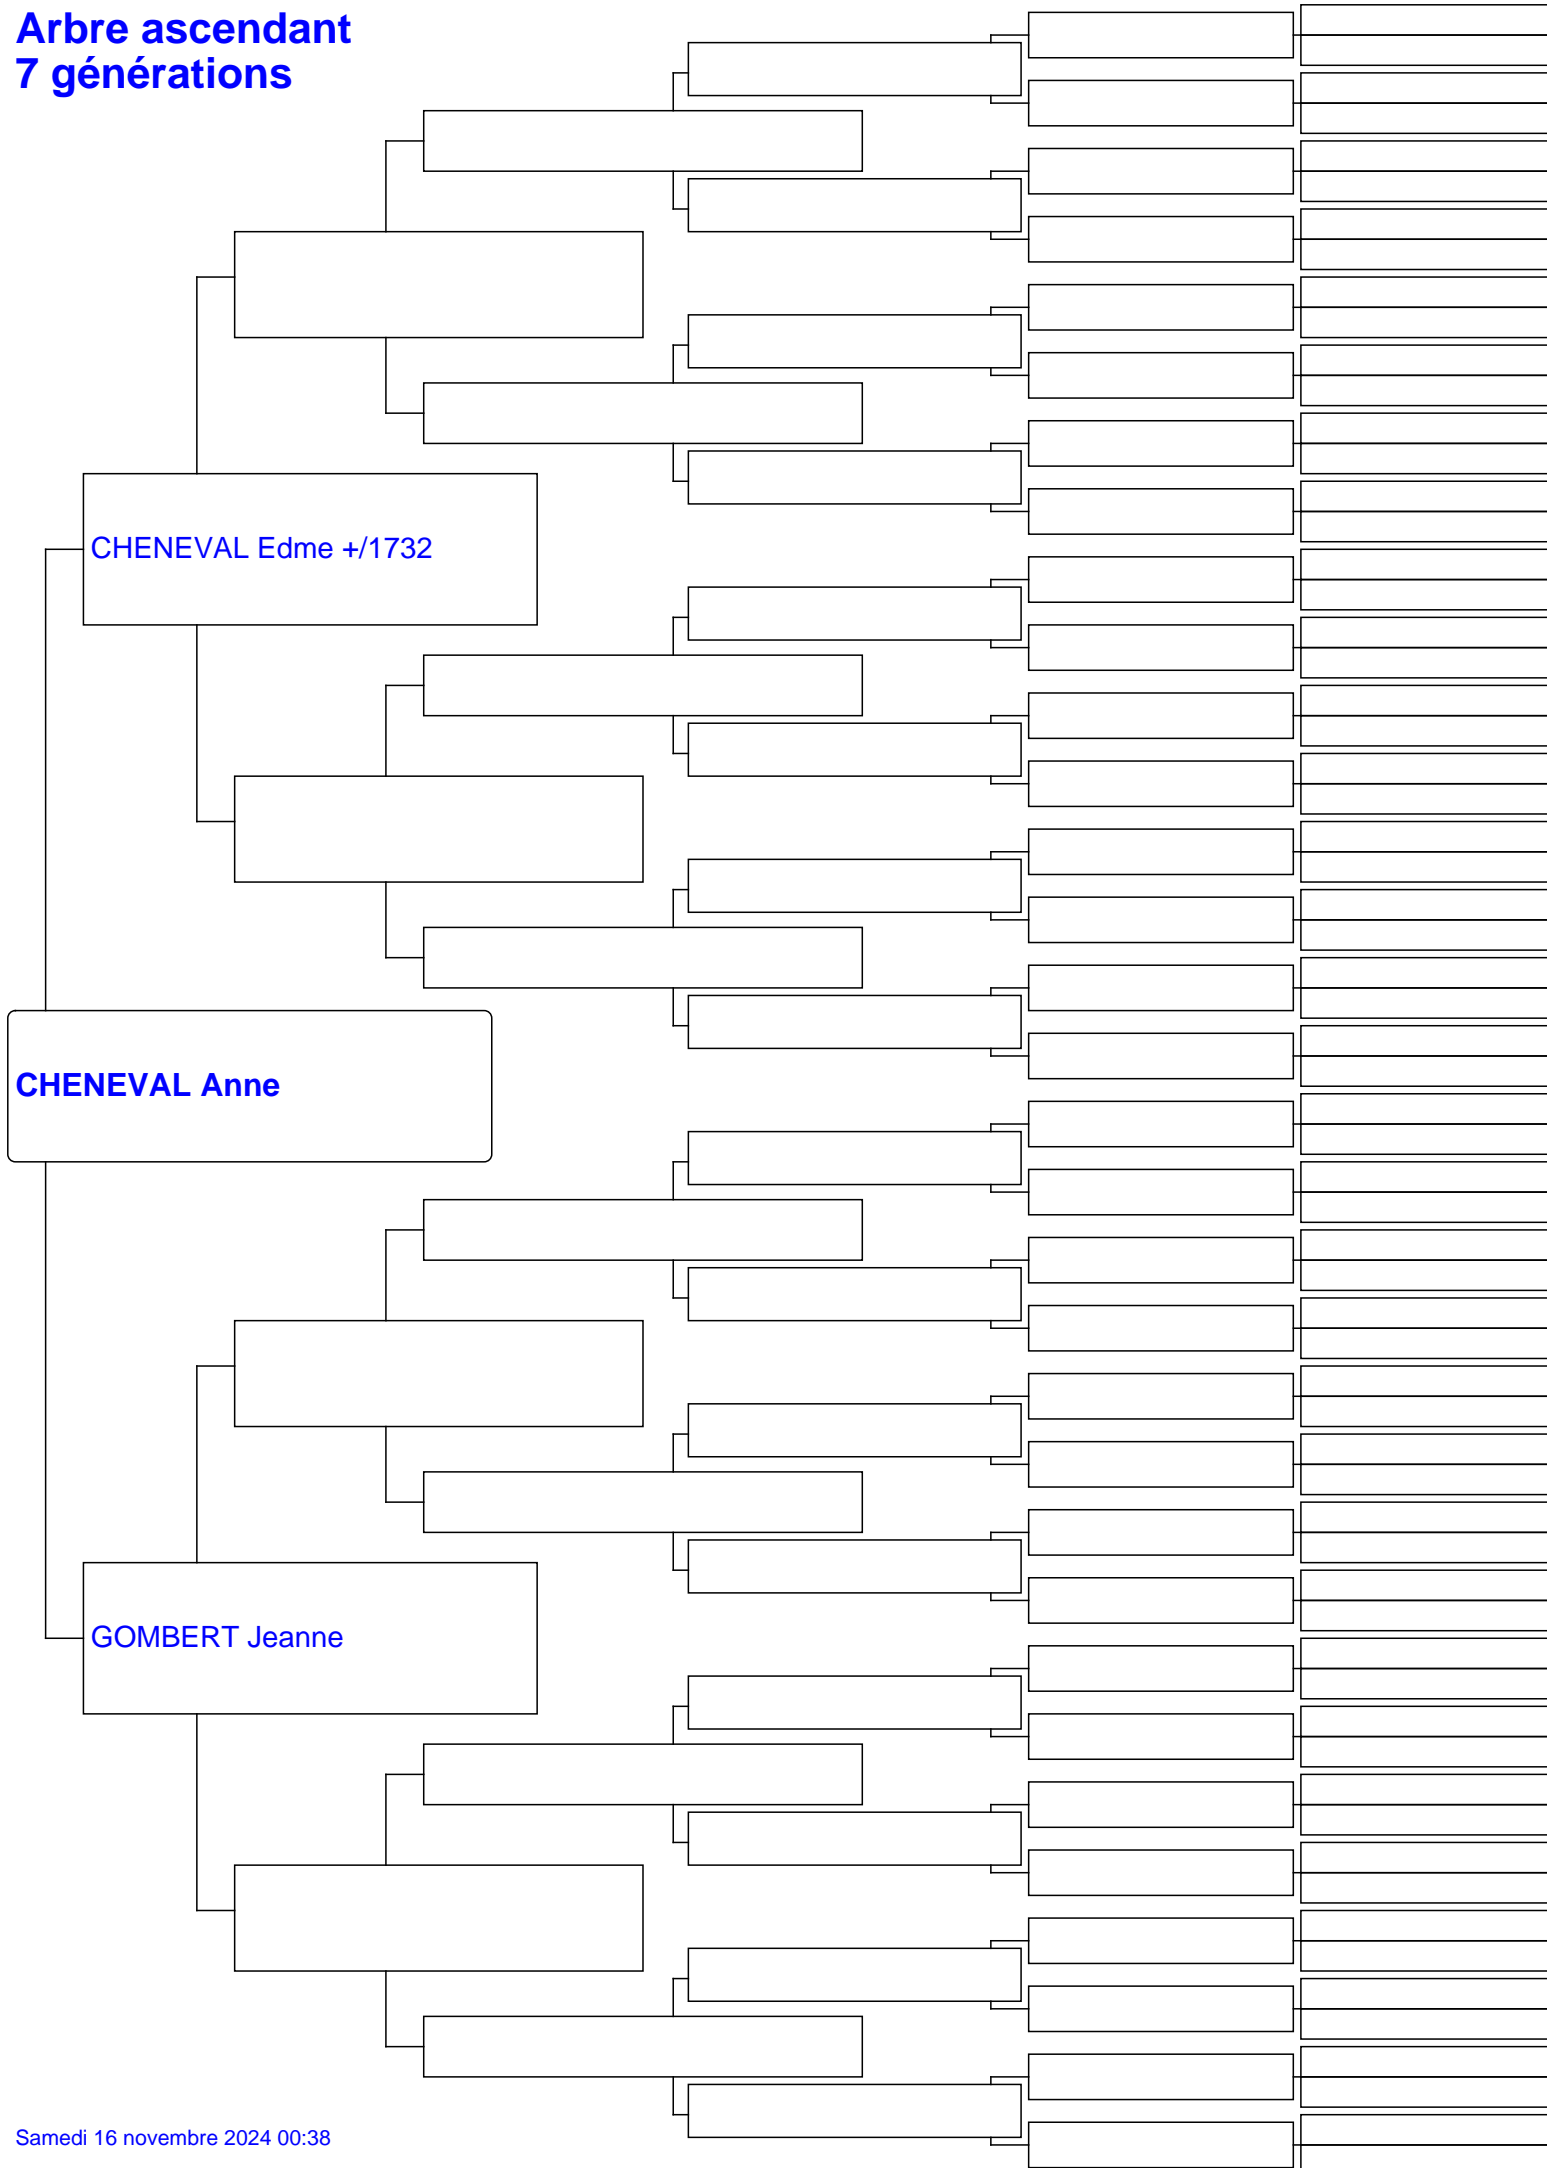 Arbre ascendant
7 générations
CHENEVAL Edme +/1732
CHENEVAL Anne
GOMBERT Jeanne
Samedi 16 novembre 2024 00:38